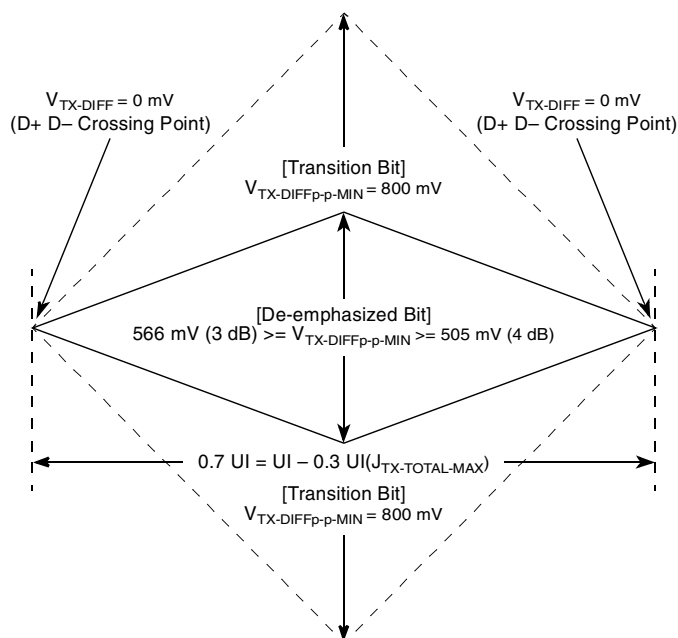 V_TX-DIFF = 0 mV
(D+ D– Crossing Point)
V_TX-DIFF = 0 mV
(D+ D– Crossing Point)
[Transition Bit]
V_TX-DIFFp-p-MIN = 800 mV
[De-emphasized Bit]
566 mV (3 dB) >= V_TX-DIFFp-p-MIN >= 505 mV (4 dB)
0.7 UI = UI – 0.3 UI(J_TX-TOTAL-MAX)
[Transition Bit]
V_TX-DIFFp-p-MIN = 800 mV